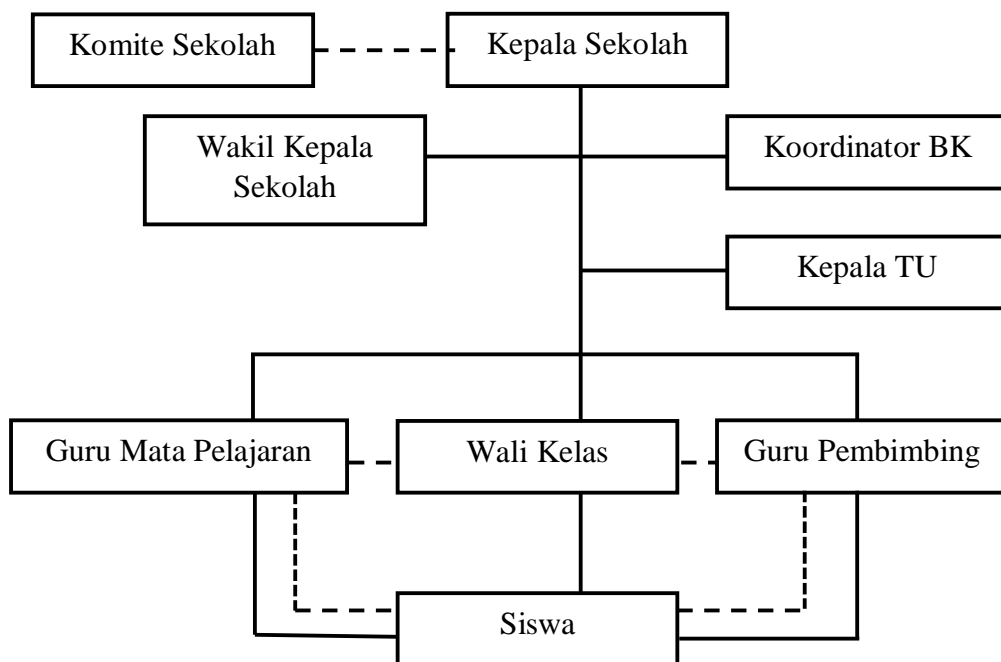 Komite Sekolah
Kepala Sekolah
Wakil Kepala
Sekolah
Koordinator BK
Kepala TU
Guru Mata Pelajaran
Wali Kelas
Guru Pembimbing
Siswa